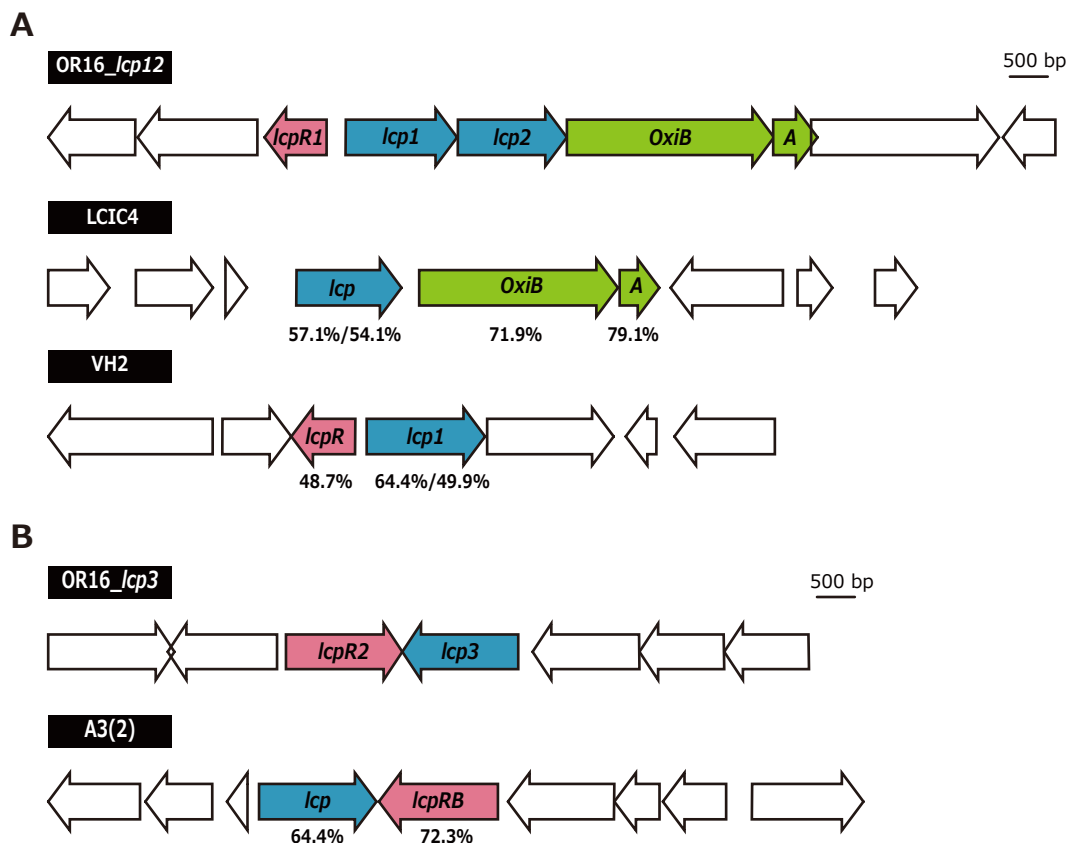 A
OR16_lcp12
500 bp
lcpR1 lcp1 lcp2 OxiB A
LCIC4
lcp OxiB A
57.1%/54.1% 71.9% 79.1%
VH2
lcpR lcp1
48.7% 64.4%/49.9%
B
OR16_lcp3
500 bp
lcpR2 lcp3
A3(2)
lcp lcpRB
64.4% 72.3%